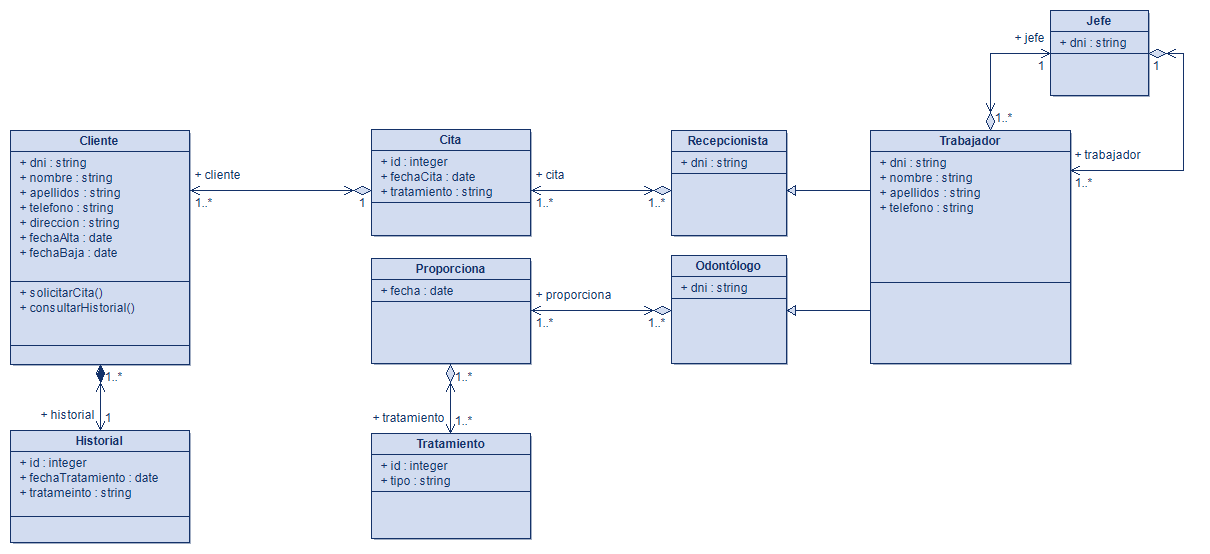 Jefe
+ dni : string
+ jefe
1
1
1..*
+ trabajador
1..*
Cliente
+ dni : string
+ nombre : string
+ apellidos : string
+ telefono : string
+ direccion : string
+ fechaAlta : date
+ fechaBaja : date
+ solicitarCita()
+ consultarHistorial()
+ cliente
1..*
1
Cita
+ id : integer
+ fechaCita : date
+ tratamiento : string
+ cita
1..*
1..*
Recepcionista
+ dni : string
Trabajador
+ dni : string
+ nombre : string
+ apellidos : string
+ telefono : string
Proporciona
+ fecha : date
+ proporciona
1..*
1..*
Odontólogo
+ dni : string
1..*
+ historial
1
Historial
+ id : integer
+ fechaTratamiento : date
+ tratameinto : string
1..*
+ tratamiento
1..*
Tratamiento
+ id : integer
+ tipo : string